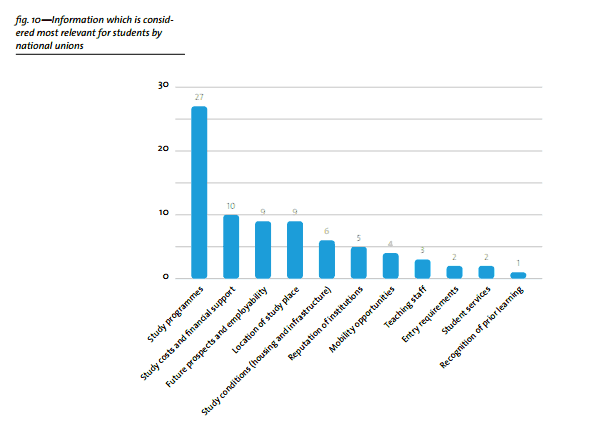 fig. 10—Information which is consid-
ered most relevant for students by
national unions
30
20
10
0
27
10
9
9
6
5
4
3
2
2
1
Study programmes
Study costs and financial support
Future prospects and employability
Location of study place
Study conditions (housing and infrastructure)
Reputation of institutions
Mobility opportunities
Teaching staff
Entry requirements
Student services
Recognition of prior learning